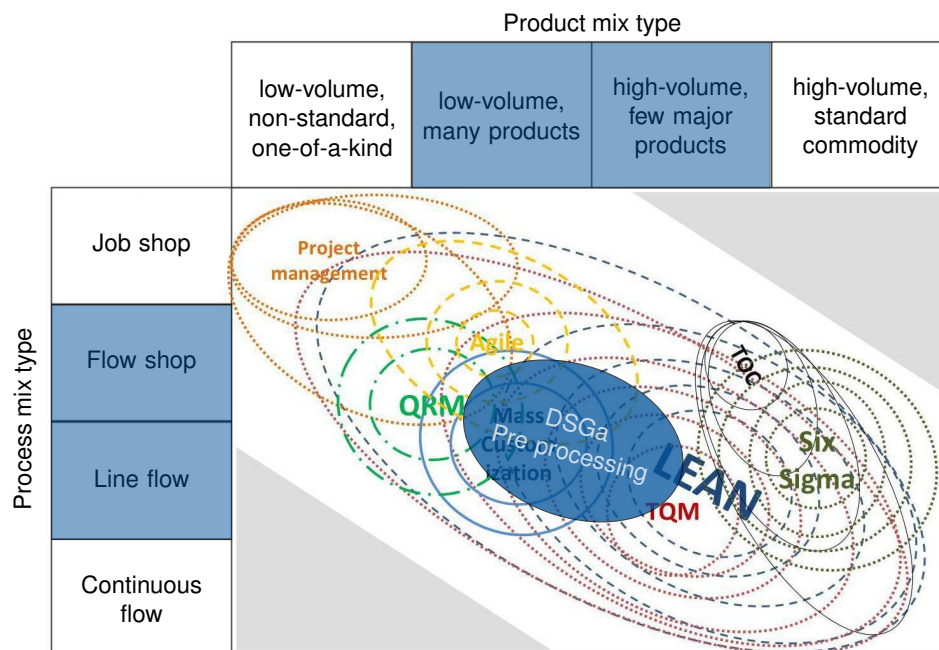 Product mix type
low-volume,
non-standard,
one-of-a-kind
low-volume,
many products
high-volume,
few major
products
high-volume,
standard
commodity
Process mix type
Job shop
Flow shop
Line flow
Continuous
flow
Project
management
Agile
QRM
Mass
Custom
ization
DSGa
Pre processing
LEAN
TQM
TOC
Six
Sigma